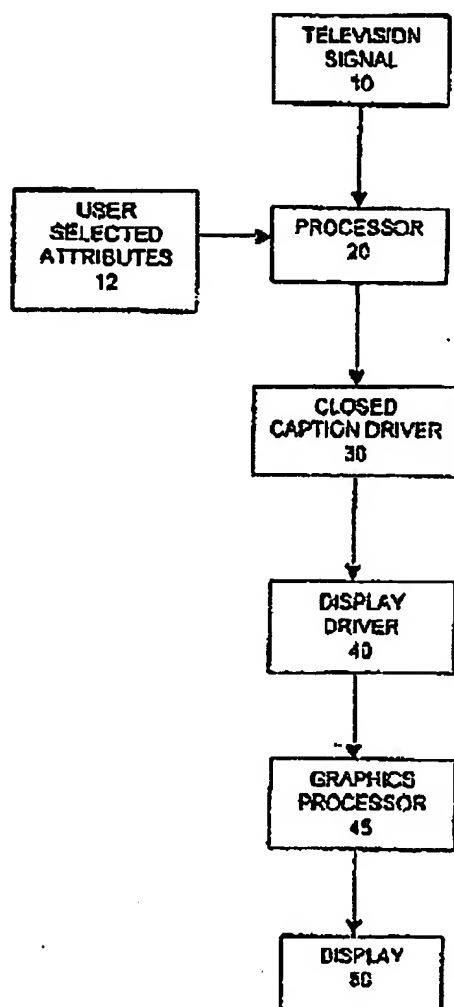 TELEVISION
SIGNAL
10
USER
SELECTED
ATTRIBUTES
12
PROCESSOR
20
CLOSED
CAPTION DRIVER
30
DISPLAY
DRIVER
40
GRAPHICS
PROCESSOR
45
DISPLAY
50